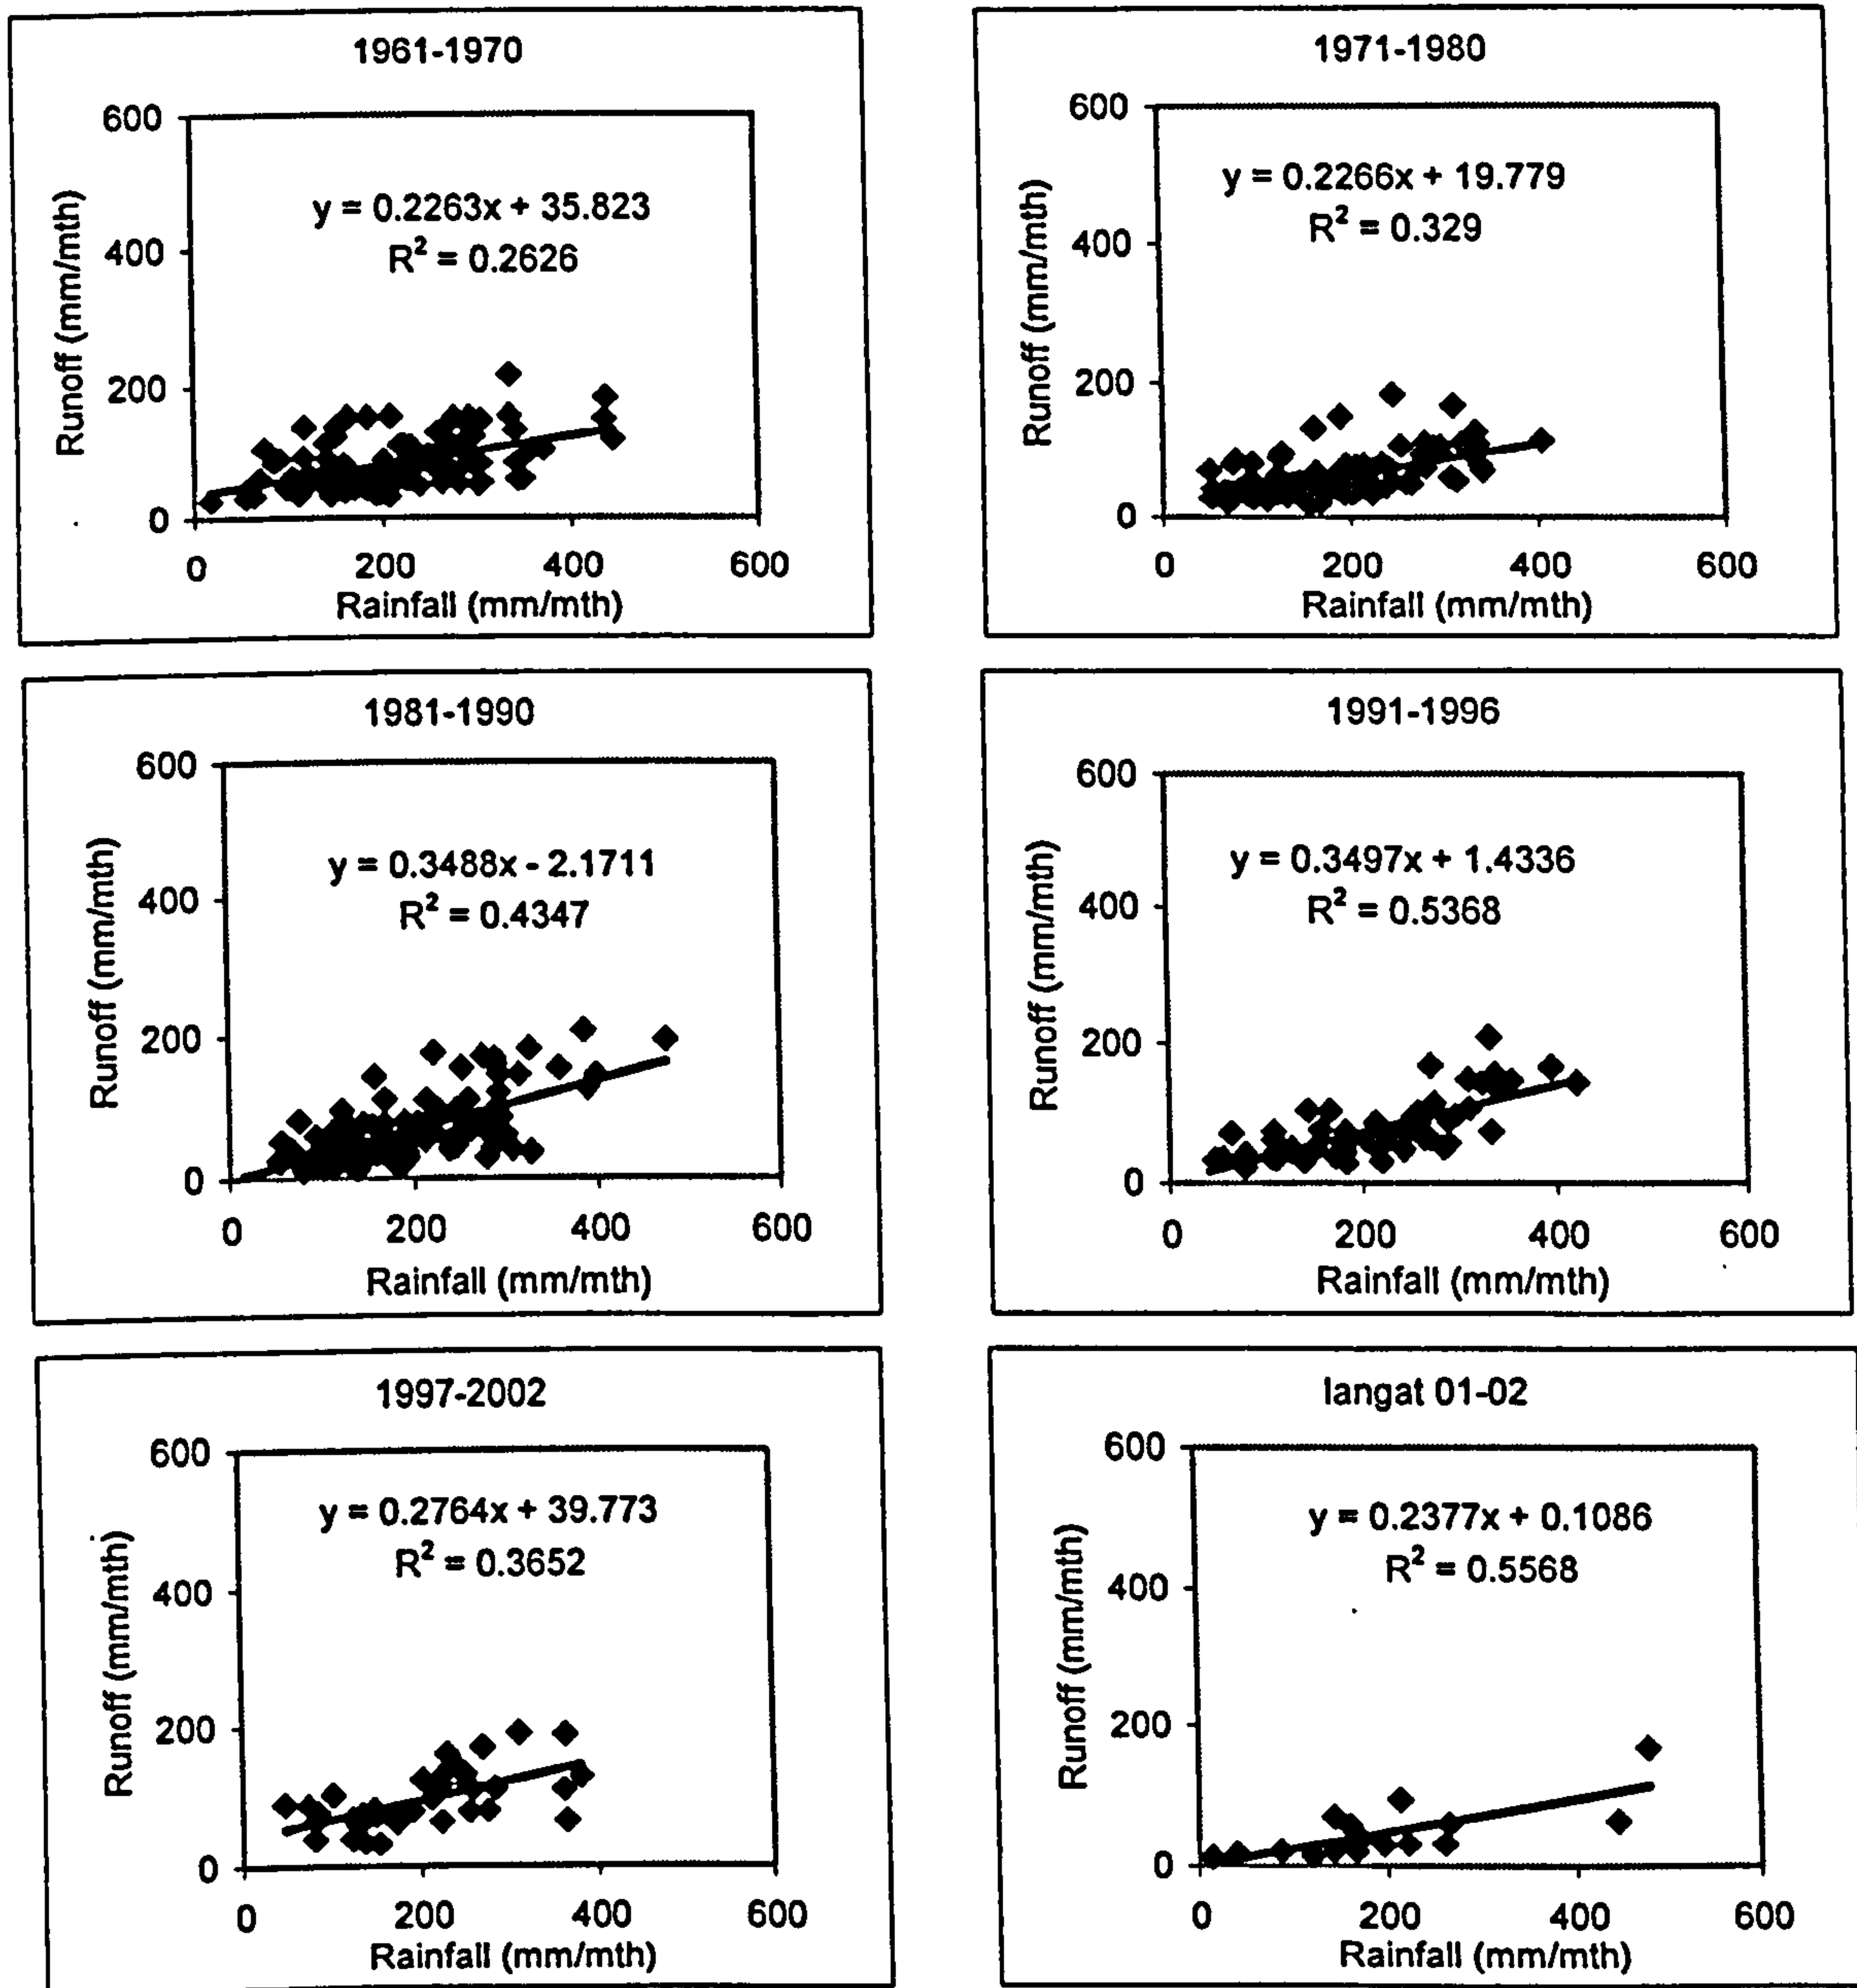 1961-1970
600
400
200
0
Runoff (mm/mth)
y = 0.2263x + 35.823
R² = 0.2626
0 200 400 600
Rainfall (mm/mth)
1971-1980
600
400
200
0
Runoff (mm/mth)
y = 0.2266x + 19.779
R² = 0.329
0 200 400 600
Rainfall (mm/mth)
1981-1990
600
400
200
0
Runoff (mm/mth)
y = 0.3488x - 2.1711
R² = 0.4347
0 200 400 600
Rainfall (mm/mth)
1991-1996
600
400
200
0
Runoff (mm/mth)
y = 0.3497x + 1.4336
R² = 0.5368
0 200 400 600
Rainfall (mm/mth)
1997-2002
600
400
200
0
Runoff (mm/mth)
y = 0.2764x + 39.773
R² = 0.3652
0 200 400 600
Rainfall (mm/mth)
langat 01-02
600
400
200
0
Runoff (mm/mth)
y = 0.2377x + 0.1086
R² = 0.5568
0 200 400 600
Rainfall (mm/mth)